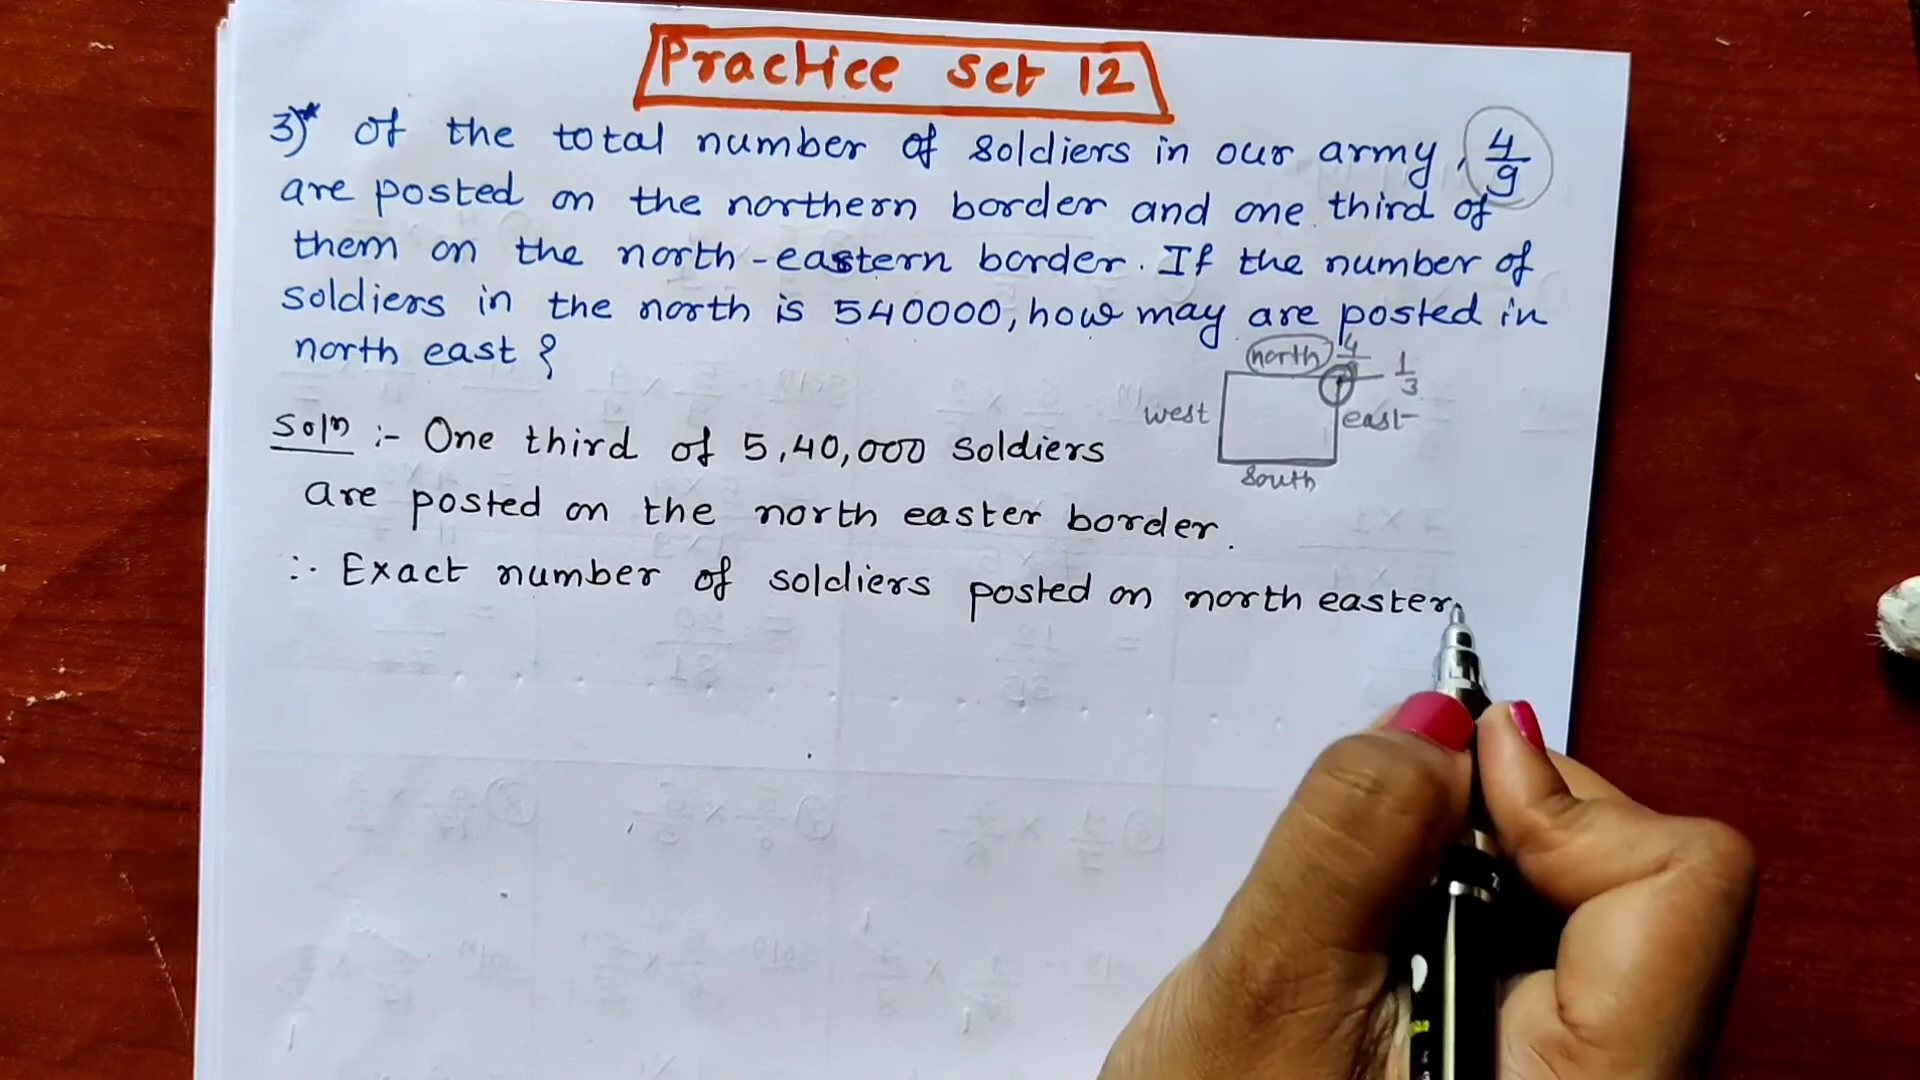 Practice Set 12
3)* Of the total number of soldiers in our army, 4/9
are posted on the northern border and one third of
them on the north-eastern border. If the number of
soldiers in the north is 540000, how may are posted in
north east ?
north 4/9 1/3
west east
south
Soln :- One third of 5,40,000 soldiers
are posted on the north easter border.
∴ Exact number of soldiers posted on north easter